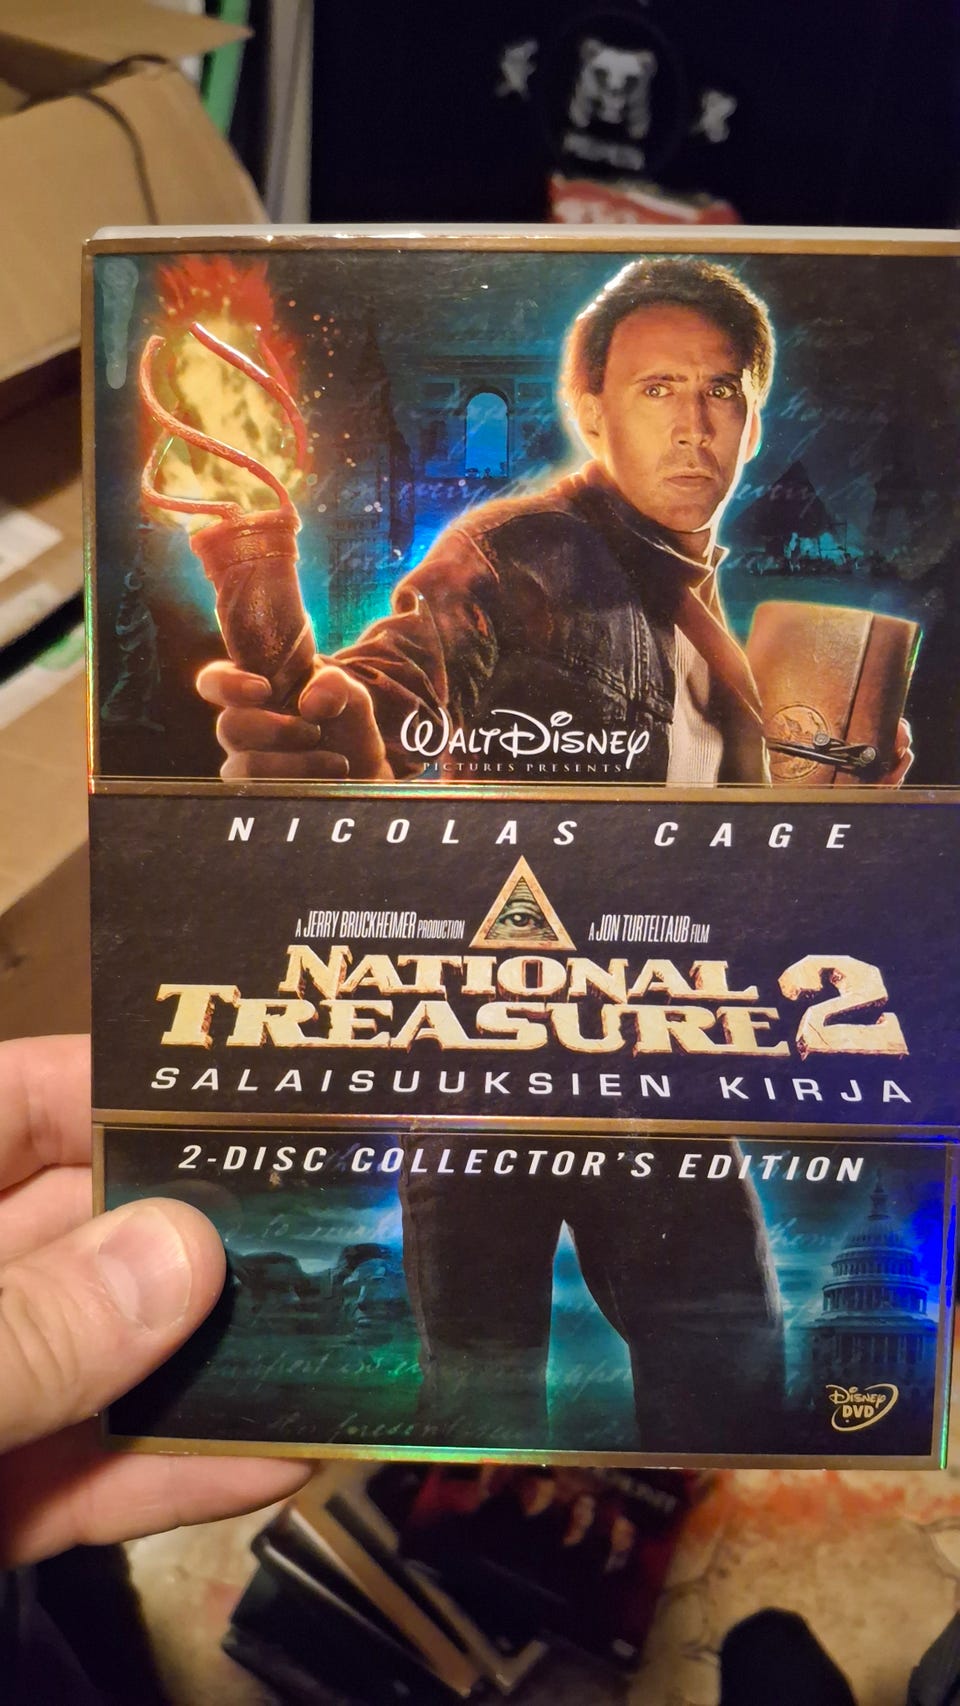 WALT DISNEY
PICTURES PRESENTS
NICOLAS CAGE
A JERRY BRUCKHEIMER PRODUCTION A JON TURTELTAUB FILM
NATIONAL
TREASURE 2
SALAISUUKSIEN KIRJA
2-DISC COLLECTOR'S EDITION
DISNEY
DVD